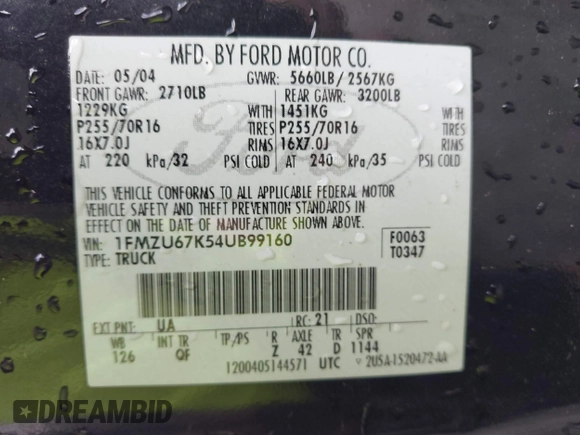 MFD. BY FORD MOTOR CO.
DATE: 05/04 GVWR: 5660LB/ 2567KG
FRONT GAWR: 2710LB REAR GAWR: 3200LB
1229KG WITH 1451KG WITH
P255/70R16 TIRES P255/70R16 TIRES
16X7.0J RIMS 16X7.0J RIMS
AT 220 kPa/32 PSI COLD AT 240 kPa/35 PSI COLD
THIS VEHICLE CONFORMS TO ALL APPLICABLE FEDERAL MOTOR
VEHICLE SAFETY AND THEFT PREVENTION STANDARDS IN
EFFECT ON THE DATE OF MANUFACTURE SHOWN ABOVE.
VIN: 1FMZU67K54UB99160 F0063
TYPE: TRUCK T0347
EXT PNT: UA RC: 21 DSO:
WB INT TR TP/PS R AXLE TR SPR
126 QF Z 42 D 1144
1200405144571 UTC 2U5A-1520472-AA
Ford
DREAMBID